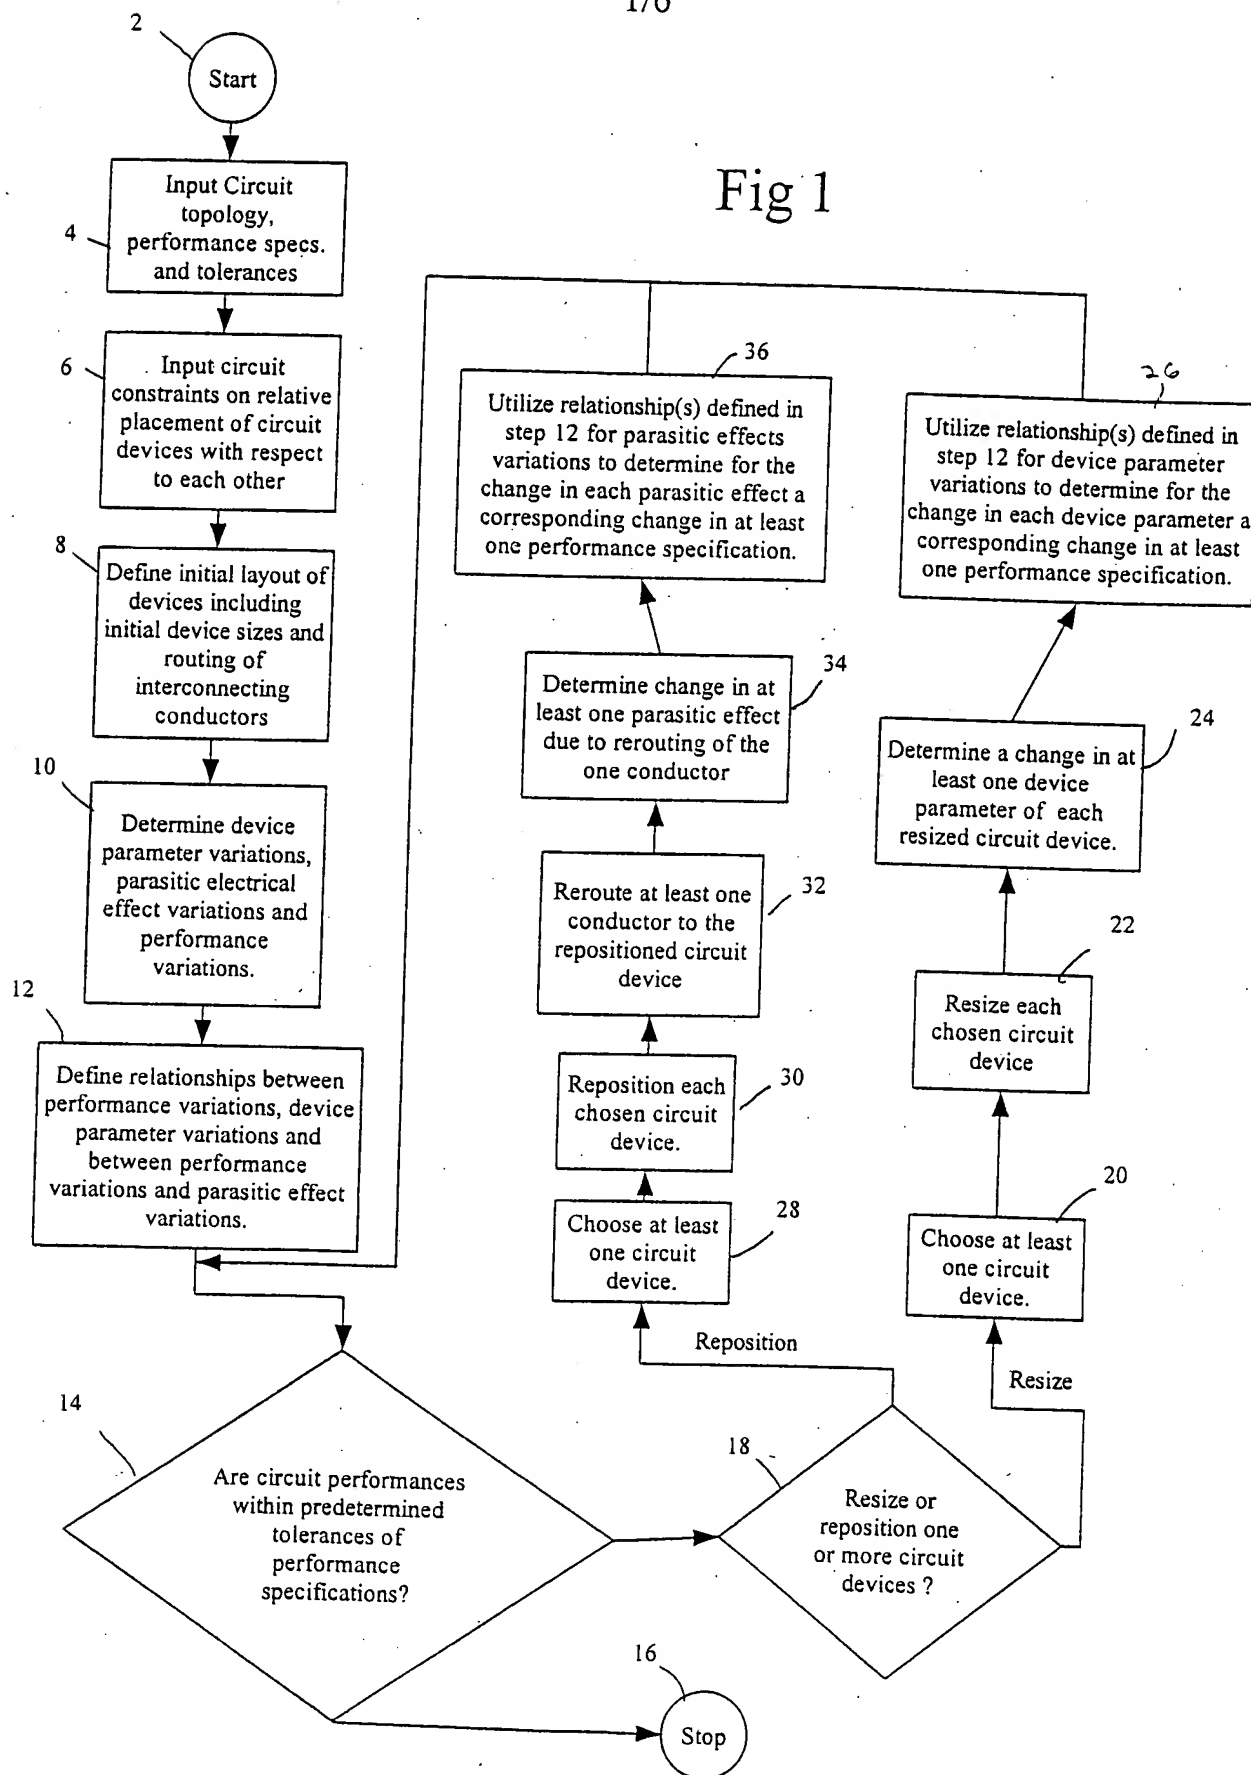 1/6
2
Start
Fig 1
Input Circuit
topology,
performance specs.
and tolerances
4
6
Input circuit
constraints on relative
placement of circuit
devices with respect
to each other
8
Define initial layout of
devices including
initial device sizes and
routing of
interconnecting
conductors
10
Determine device
parameter variations,
parasitic electrical
effect variations and
performance
variations.
12
Define relationships between
performance variations, device
parameter variations and
between performance
variations and parasitic effect
variations.
14
Are circuit performances
within predetermined
tolerances of
performance
specifications?
16
Stop
18
Resize or
reposition one
or more circuit
devices ?
Reposition
Resize
20
Choose at least
one circuit
device.
22
Resize each
chosen circuit
device
24
Determine a change in at
least one device
parameter of each
resized circuit device.
26
Utilize relationship(s) defined in
step 12 for device parameter
variations to determine for the
change in each device parameter a
corresponding change in at least
one performance specification.
28
Choose at least
one circuit
device.
30
Reposition each
chosen circuit
device.
32
Reroute at least one
conductor to the
repositioned circuit
device
34
Determine change in at
least one parasitic effect
due to rerouting of the
one conductor
36
Utilize relationship(s) defined in
step 12 for parasitic effects
variations to determine for the
change in each parasitic effect a
corresponding change in at least
one performance specification.